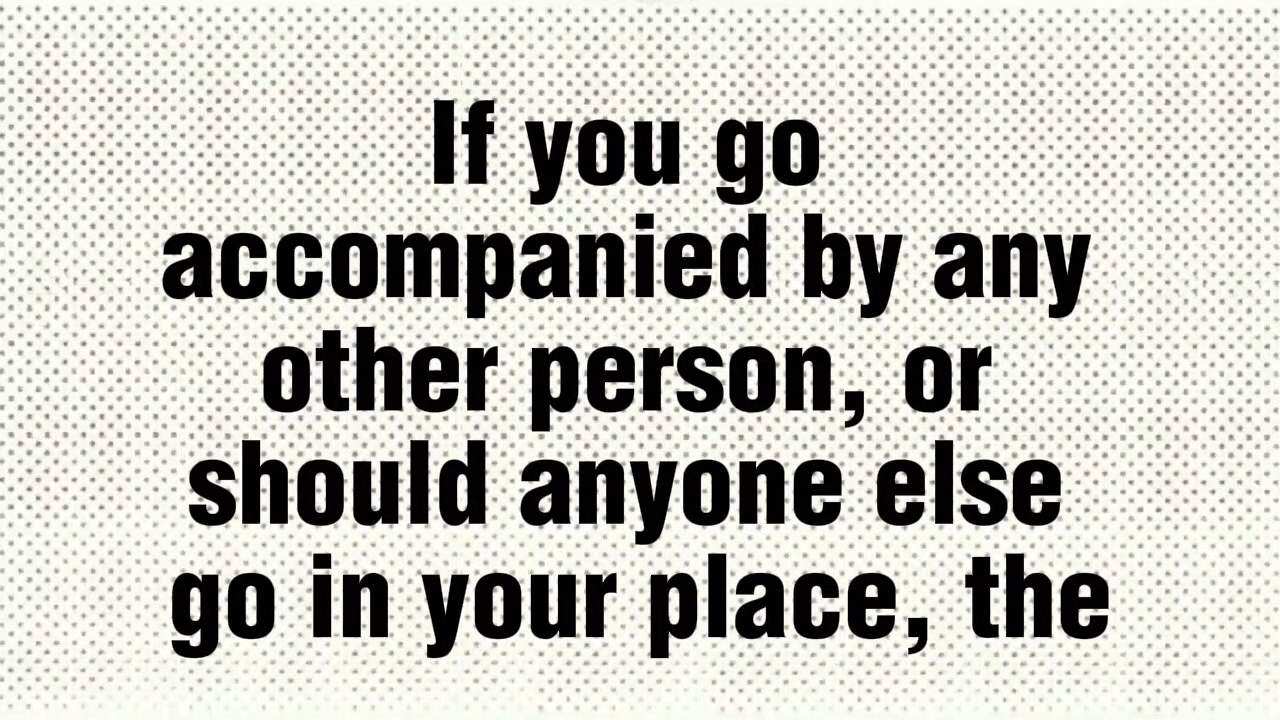 If you go
accompanied by any
other person, or
should anyone else
go in your place, the